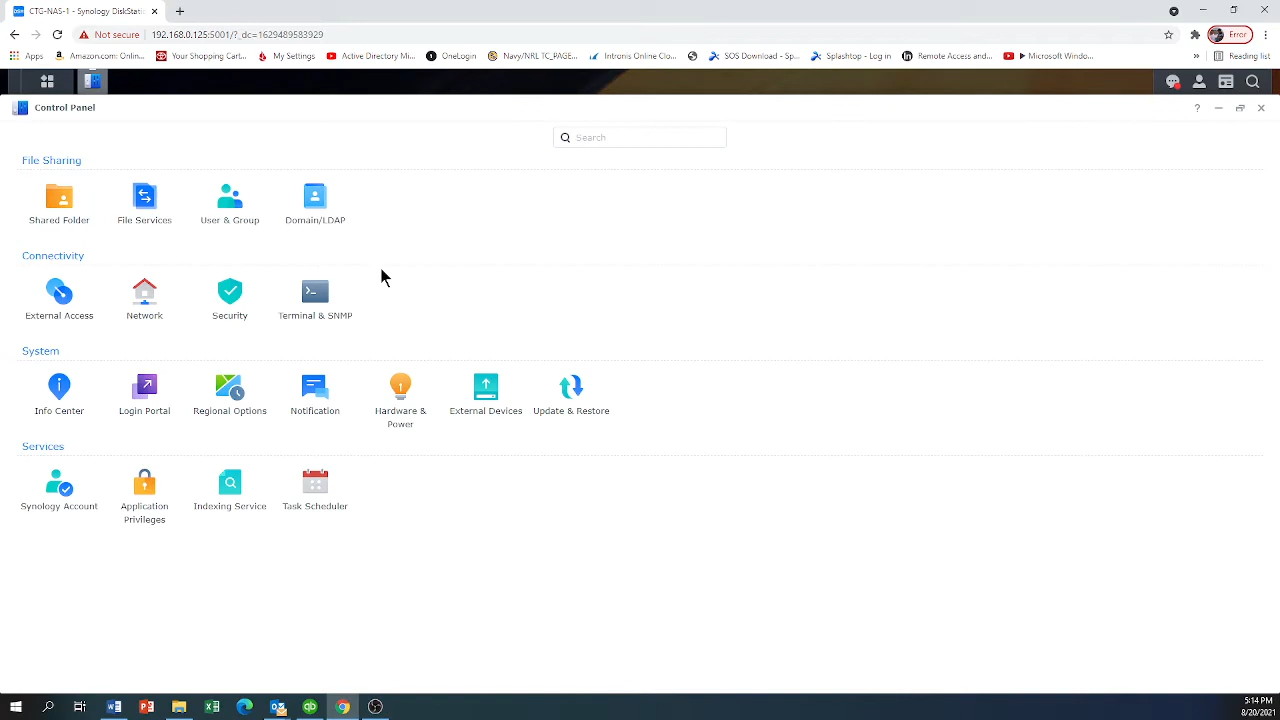 CTG-NAS-1 - Synology DiskStati
Not secure
192.168.0.125:5001/?_dc=1629489583929
Error
Apps
Amazon.com: Onlin...
Your Shopping Cart...
My Settings
Active Directory Mi...
OneLogin
Navy/NRL TC_PAGE...
Intronis Online Clo...
SOS Download - Sp...
Splashtop - Log in
Remote Access and...
Microsoft Window...
»
Reading list
Control Panel
?
Search
File Sharing
Shared Folder
File Services
User & Group
Domain/LDAP
Connectivity
External Access
Network
Security
Terminal & SNMP
System
Info Center
Login Portal
Regional Options
Notification
Hardware &
Power
External Devices
Update & Restore
Services
Synology Account
Application
Privileges
Indexing Service
Task Scheduler
5:14 PM
8/20/2021